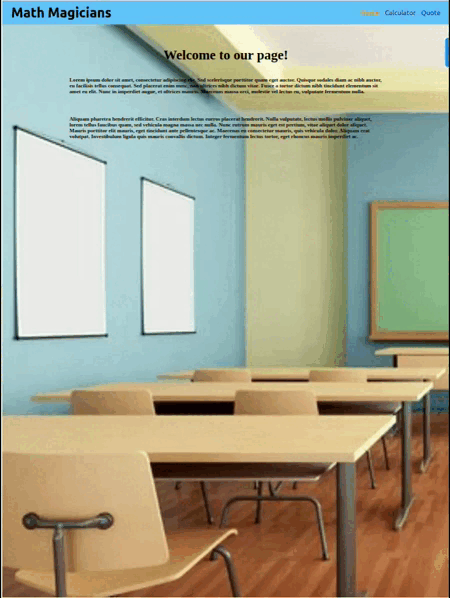 Math Magicians
Home Calculator Quote
Welcome to our page!
Lorem ipsum dolor sit amet, consectetur adipiscing elit. Sed scelerisque porttitor quam eget auctor. Quisque sodales diam ac nibh auctor,
eu facilisis tellus consequat. Sed placerat enim nunc, non ultrices nibh dictum vitae. Fusce a tortor dictum nibh tincidunt elementum sit
amet eu elit. Nunc in imperdiet augue, et ultrices mauris. Maecenas massa orci, molestie vel lectus eu, vulputate fermentum nulla.
Aliquam pharetra hendrerit efficitur. Cras interdum lectus outros placerat hendrerit. Nulla vulputate, lectus mollis pulvinar aliquet,
lorem tellus faucibus quam, sed vehicula magna massa nec nulla. Nunc rutrum mauris eget est pretium, vitae aliquet dolor aliquet.
Mauris porttitor elit mauris, eget tincidunt ante pellentesque ac. Maecenas eu consectetur mauris, quis vehicula dolor. Aliquam erat
volutpat. Investibulum ligula quis mauris convallis dictum. Integer fermentum lectus tortor, eget rhoncus mauris imperdiet ac.